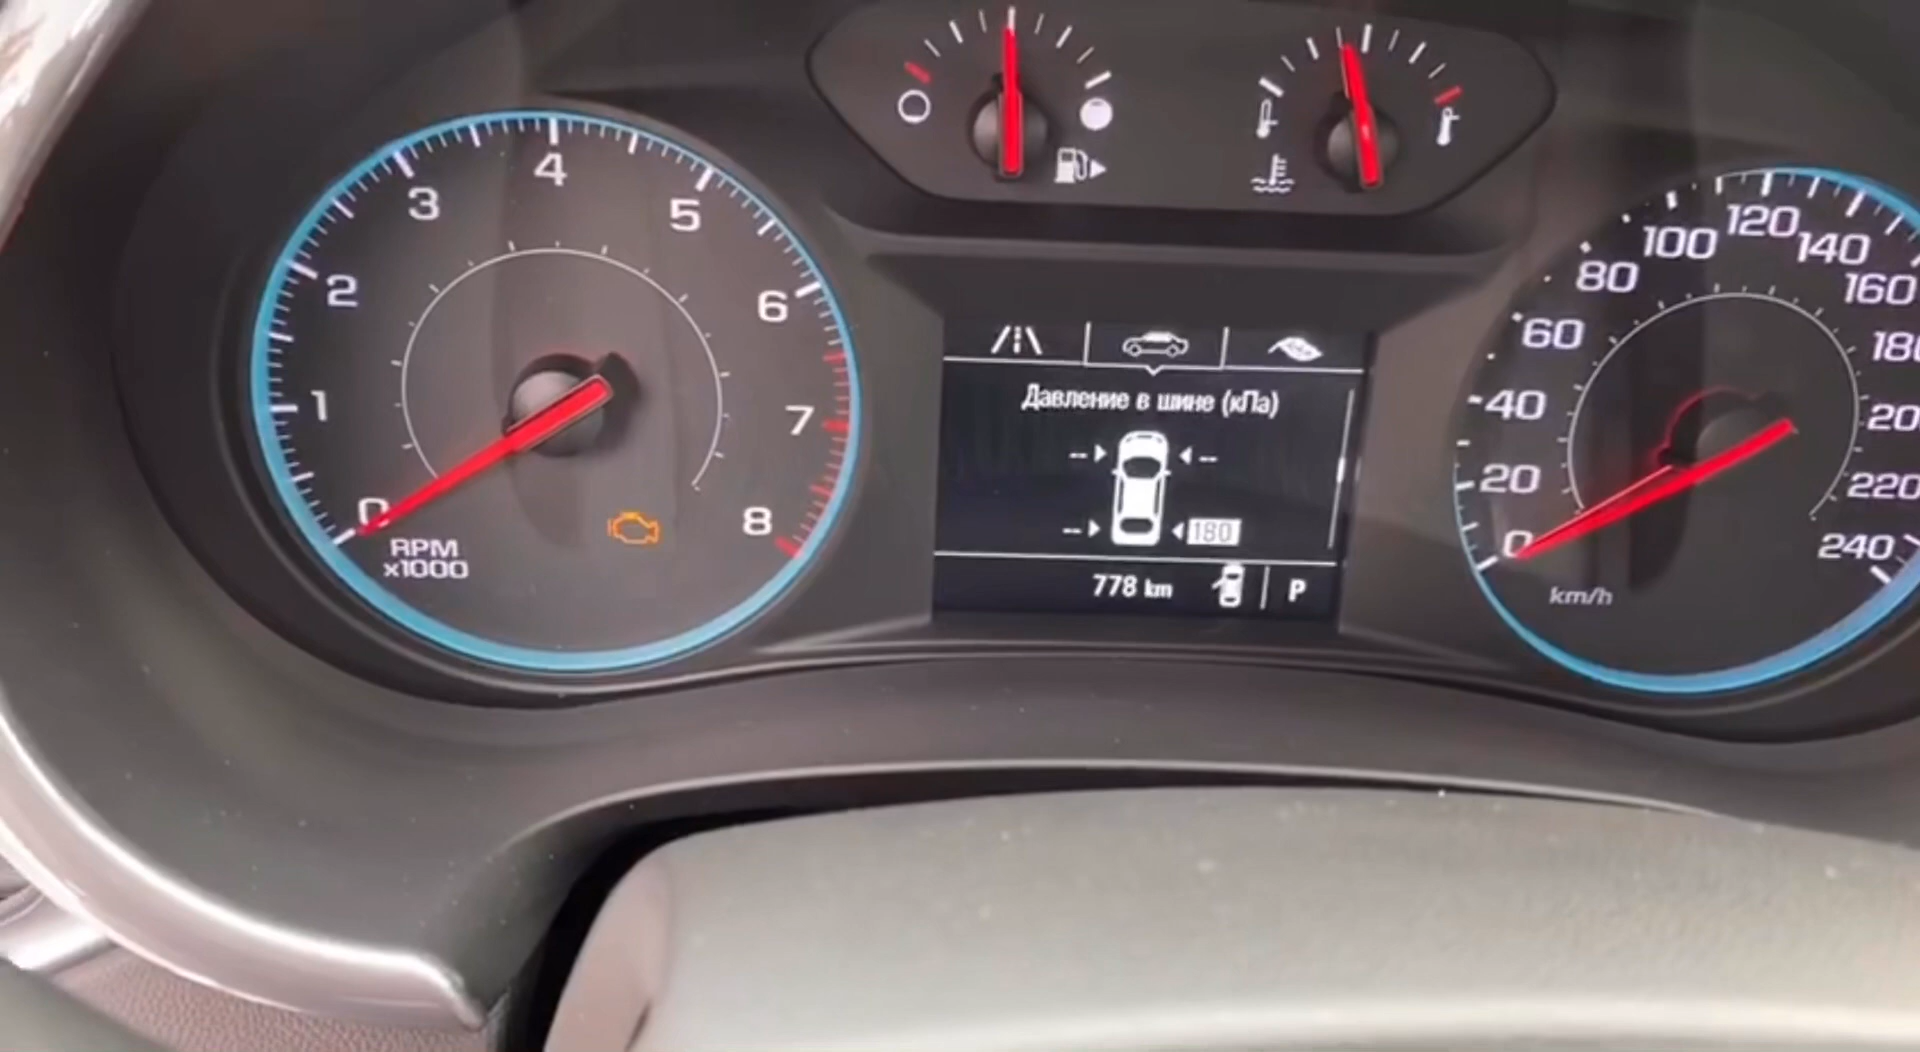 0 1 2 3 4 5 6 7 8
RPM
x1000
Давление в шине (кПа)
-- --
-- 180
778 km P
0 20 40 60 80 100 120 140 160 220 240
km/h